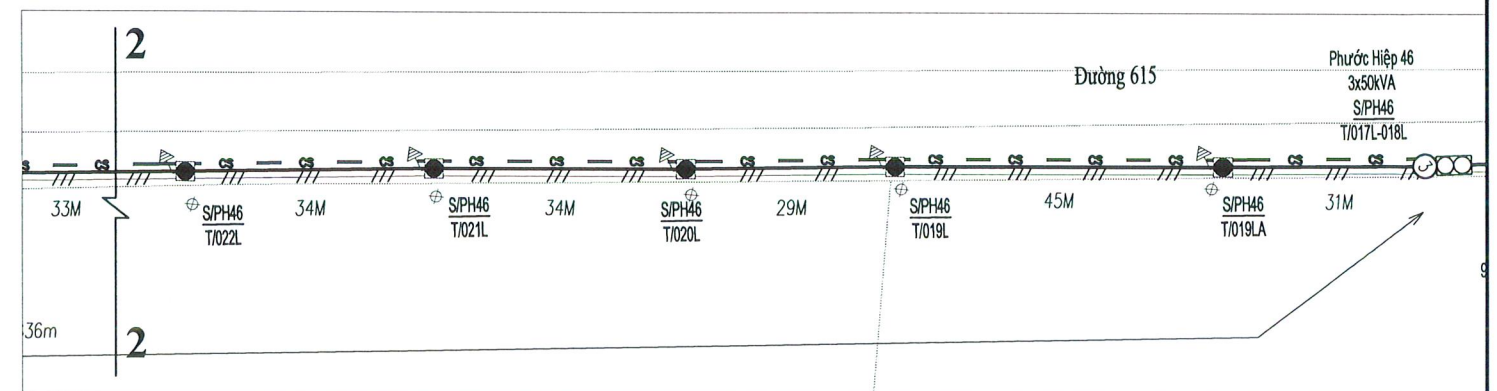 2
Đường 615
Phước Hiệp 46
3x50kVA
S/PH46
T/017L-018L
CS
CS
CS
CS
CS
CS
CS
CS
CS
CS
CS
33M
S/PH46
T/022L
34M
S/PH46
T/021L
34M
S/PH46
T/020L
29M
S/PH46
T/019L
45M
S/PH46
T/019LA
31M
36m
2